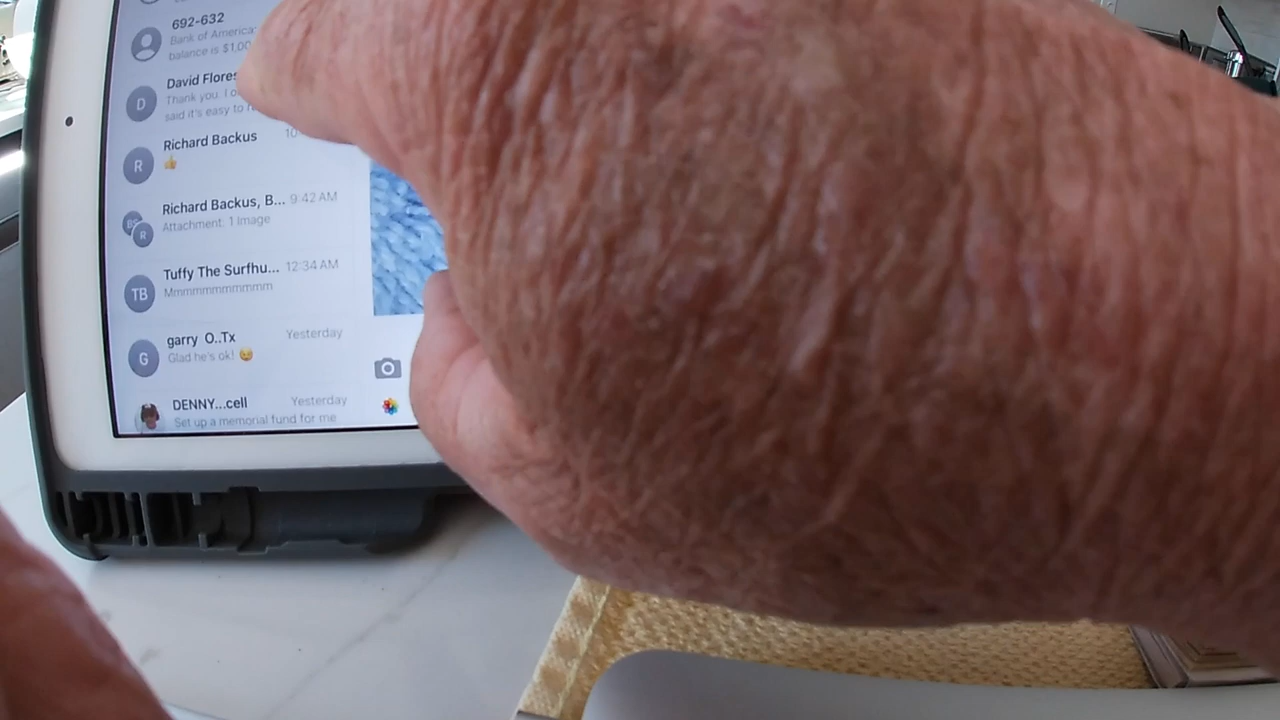 692-632
Bank of America:
balance is $1,00
David Flores
Thank you. I o
said it's easy to
Richard Backus
10
👍
Richard Backus, B... 9:42 AM
Attachment: 1 Image
Tuffy The Surfhu... 12:34 AM
Mmmmmmmmmmm
garry O..Tx Yesterday
Glad he's ok! 😉
DENNY...cell Yesterday
Set up a memorial fund for me
D
R
R
TB
G